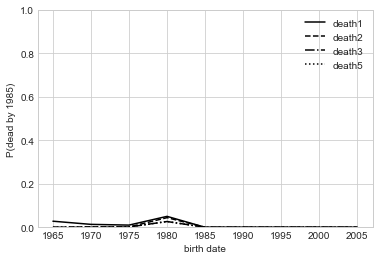 1.0
0.8
0.6
0.4
0.2
0.0
P(dead by 1985)
death1
death2
death3
death5
1965 1970 1975 1980 1985 1990 1995 2000 2005
birth date